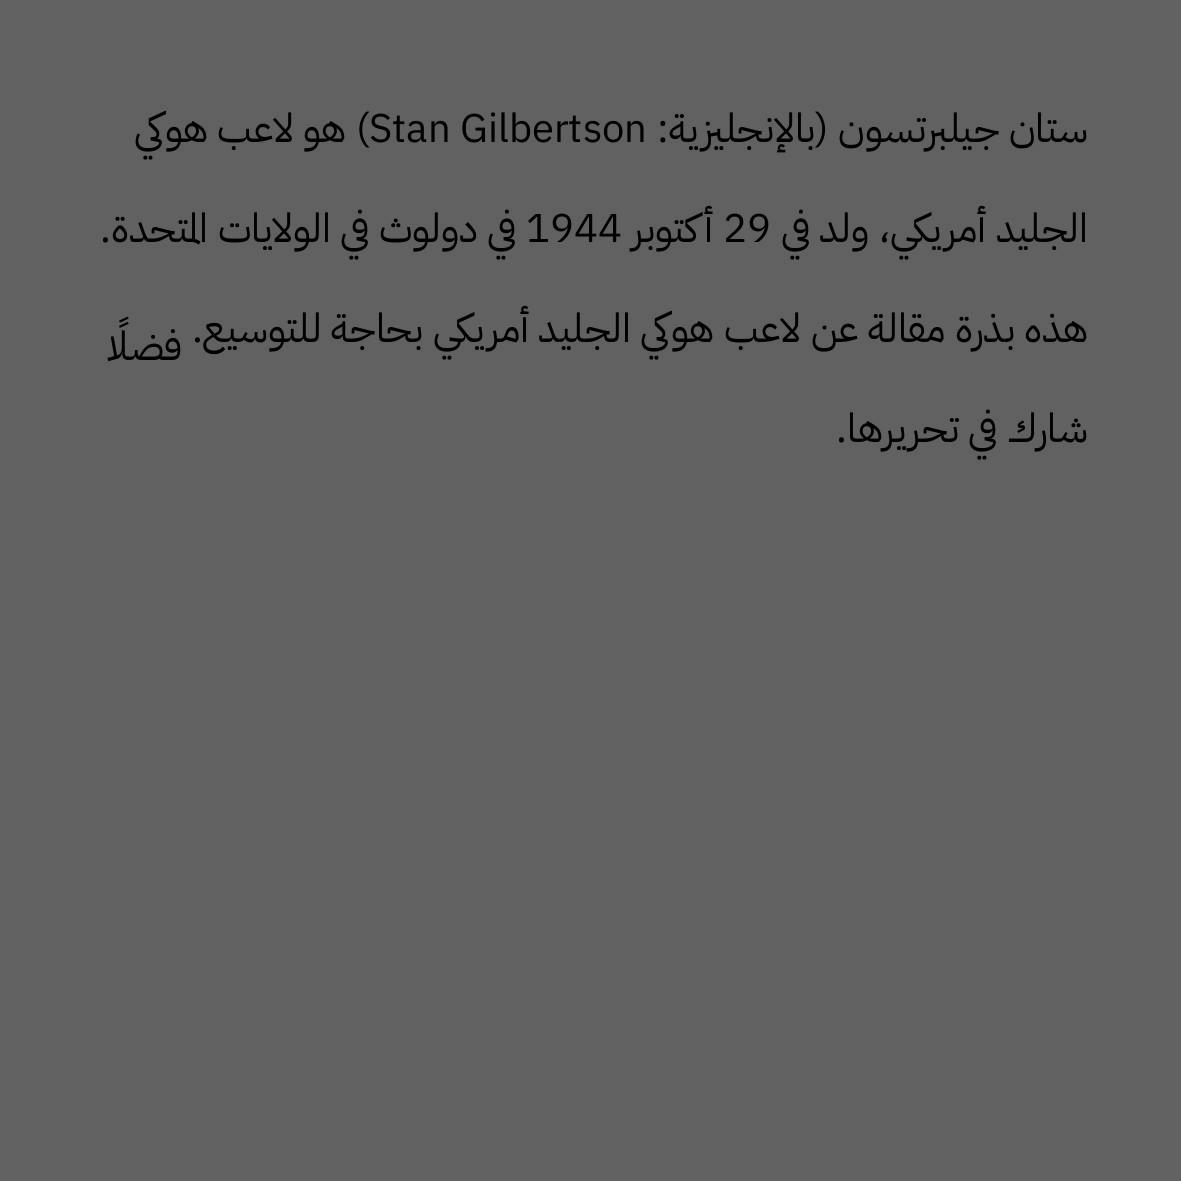 ستان جيلبرتسون (بالإنجليزية: Stan Gilbertson) هو لاعب هوكي
الجليد أمريكي، ولد في 29 أكتوبر 1944 في دولوث في الولايات المتحدة.
هذه بذرة مقالة عن لاعب هوكي الجليد أمريكي بحاجة للتوسيع. فضلًا
شارك في تحريرها.